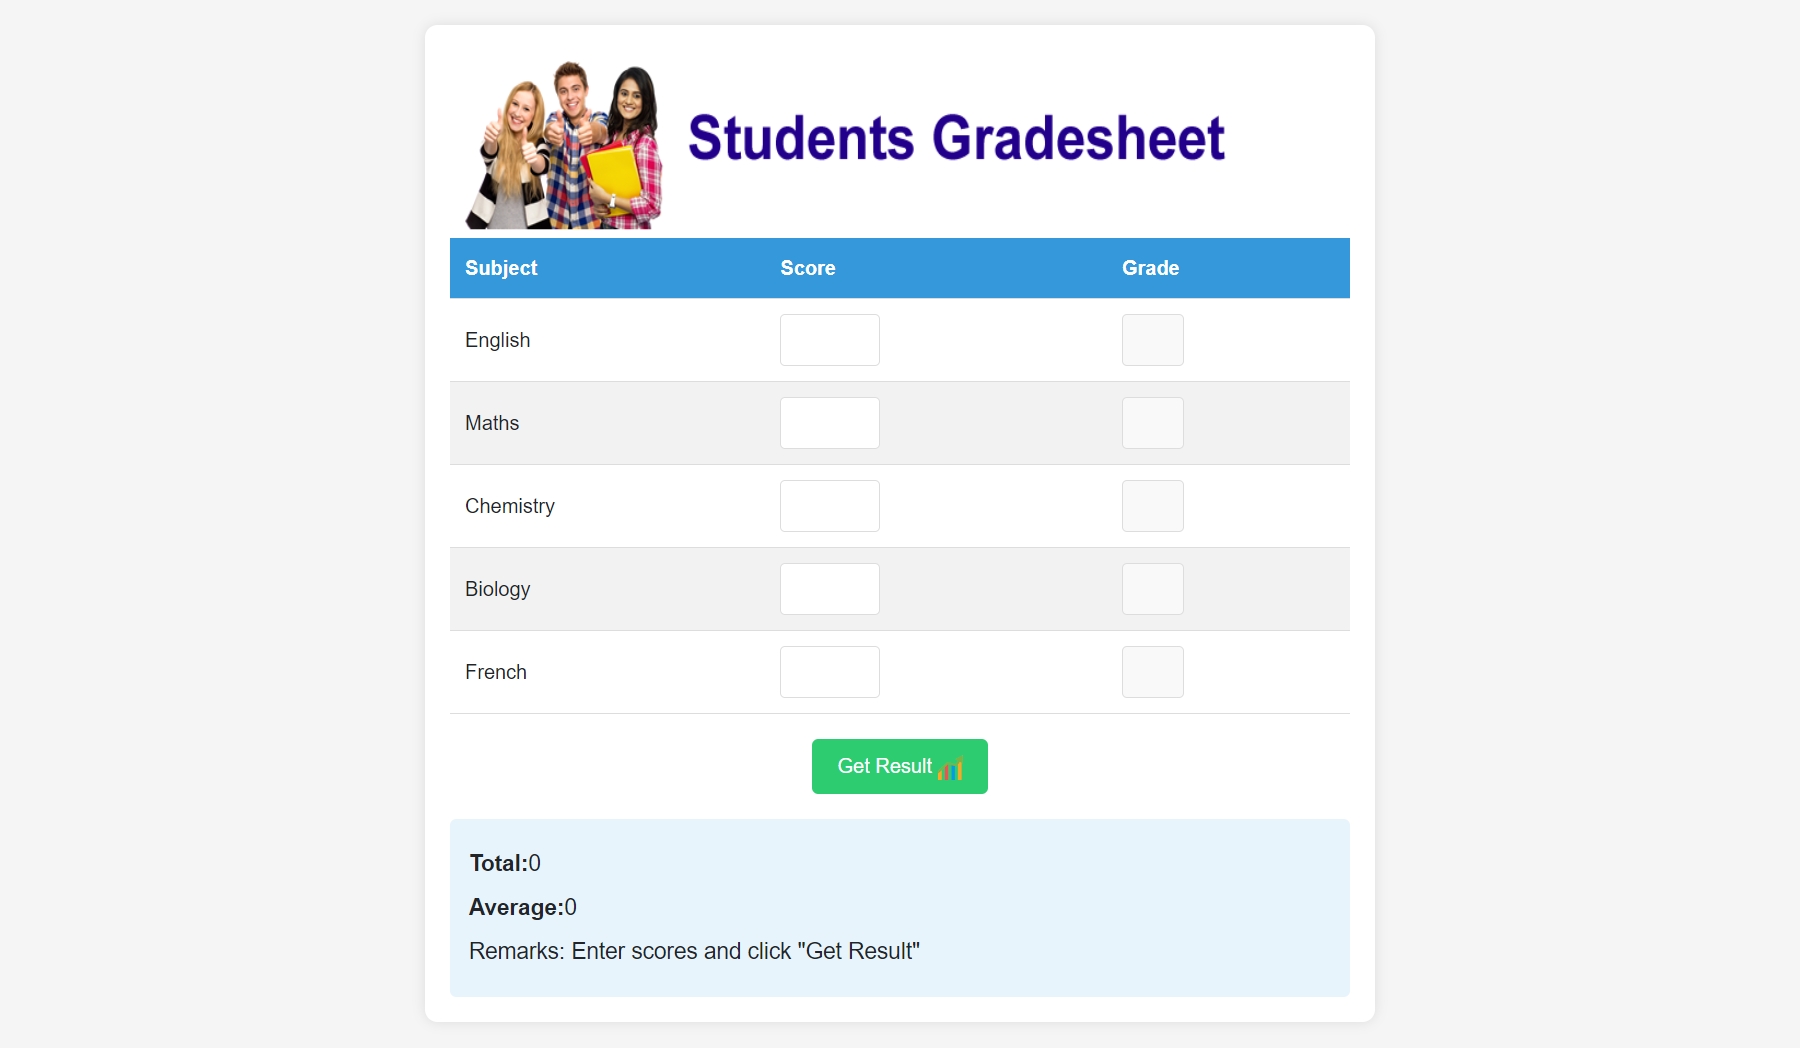 Students Gradesheet
Subject Score Grade
English
Maths
Chemistry
Biology
French
Get Result
Total:0
Average:0
Remarks: Enter scores and click "Get Result"